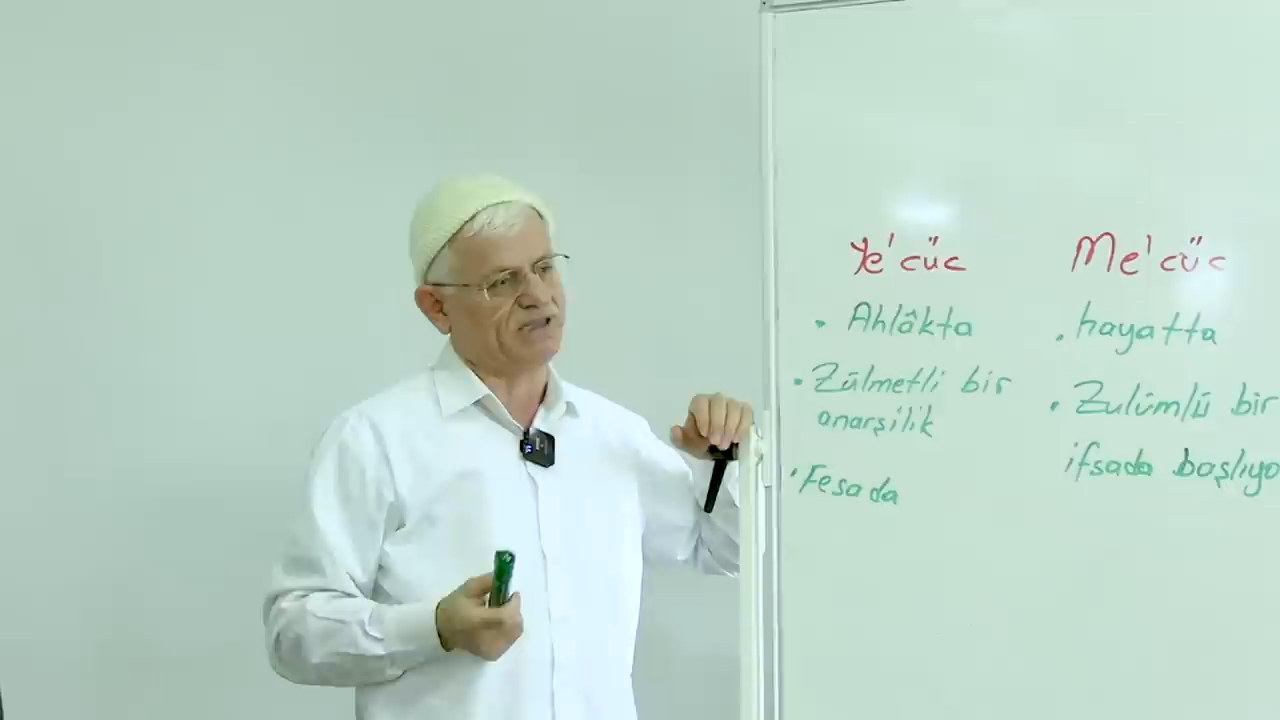 Ye'cüc
• Ahlâkta
• Zülmetli bir
anarşilik
• Fesada
Me'cüc
• hayatta
• Zulümlü bir
ifsada başlıyo